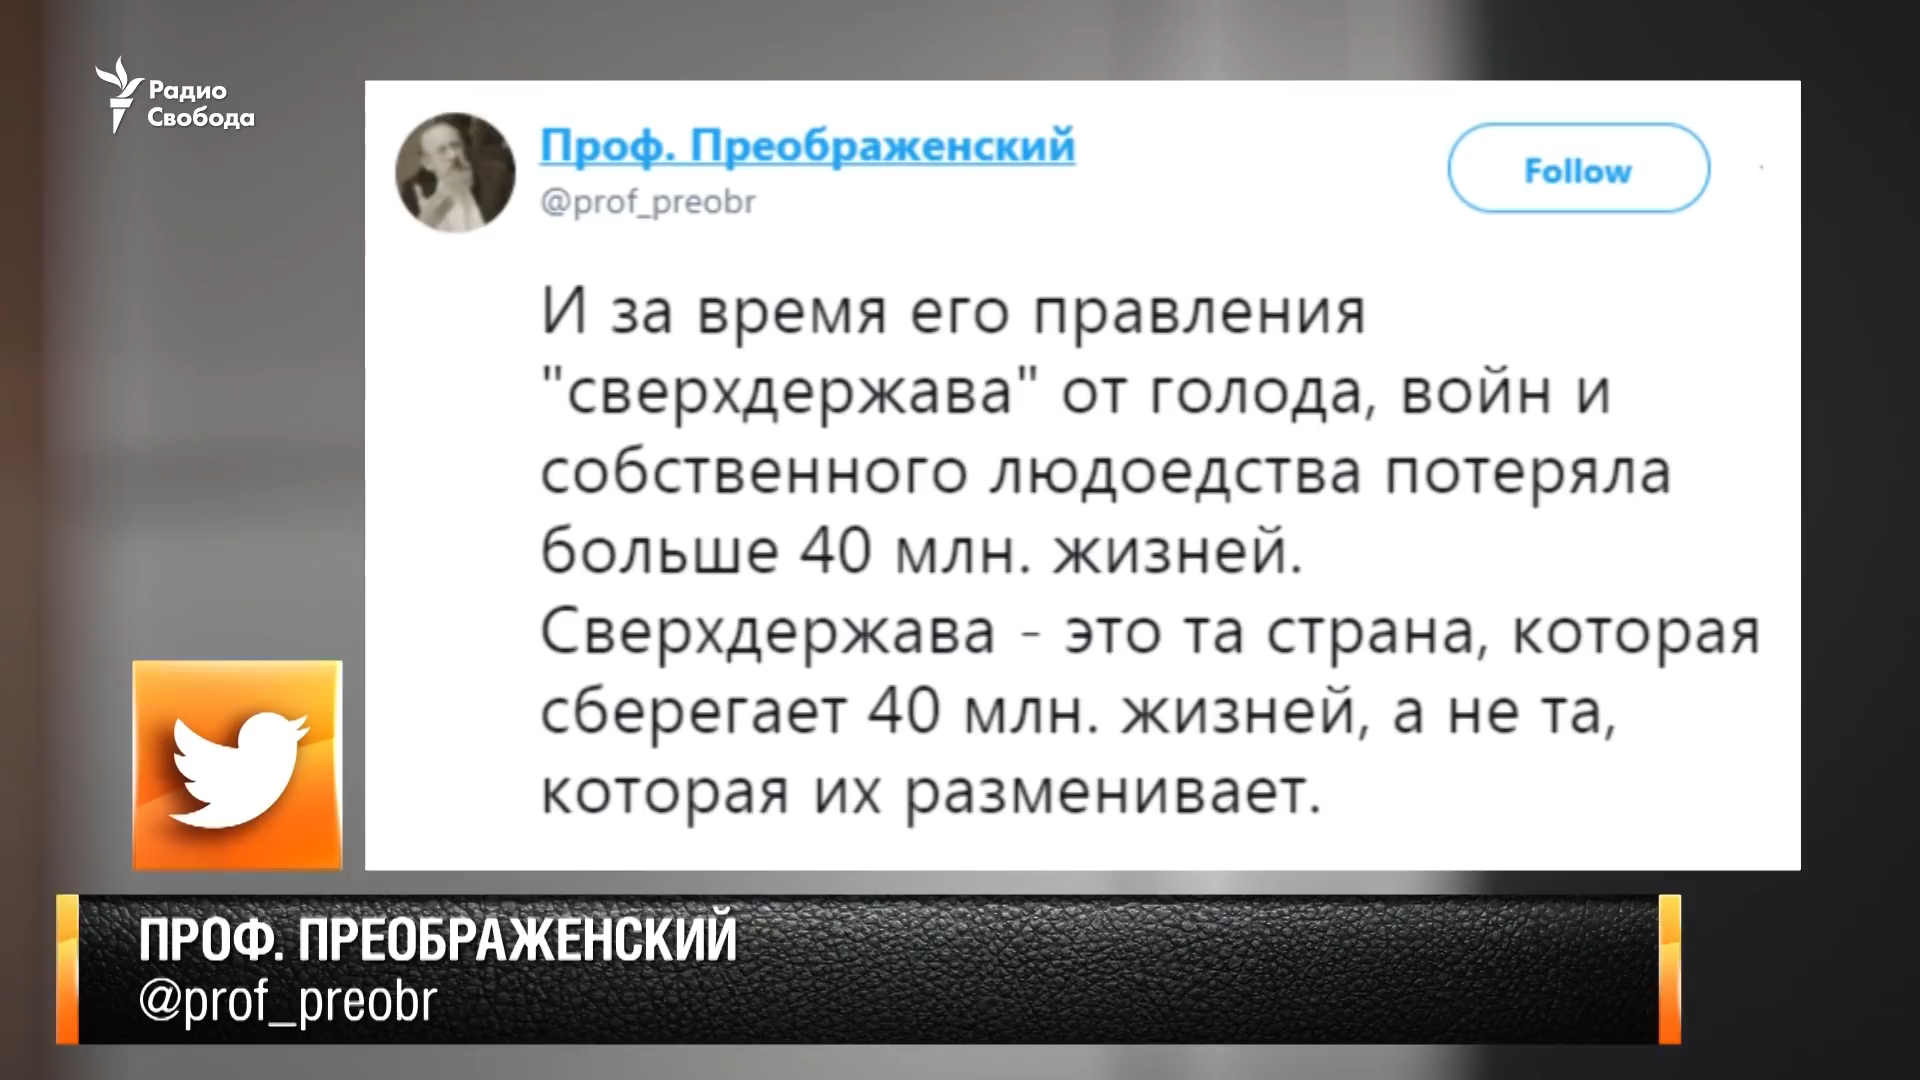 Радио
Свобода
Проф. Преображенский
@prof_preobr
Follow
И за время его правления
"сверхдержава" от голода, войн и
собственного людоедства потеряла
больше 40 млн. жизней.
Сверхдержава - это та страна, которая
сберегает 40 млн. жизней, а не та,
которая их разменивает.
ПРОФ. ПРЕОБРАЖЕНСКИЙ
@prof_preobr